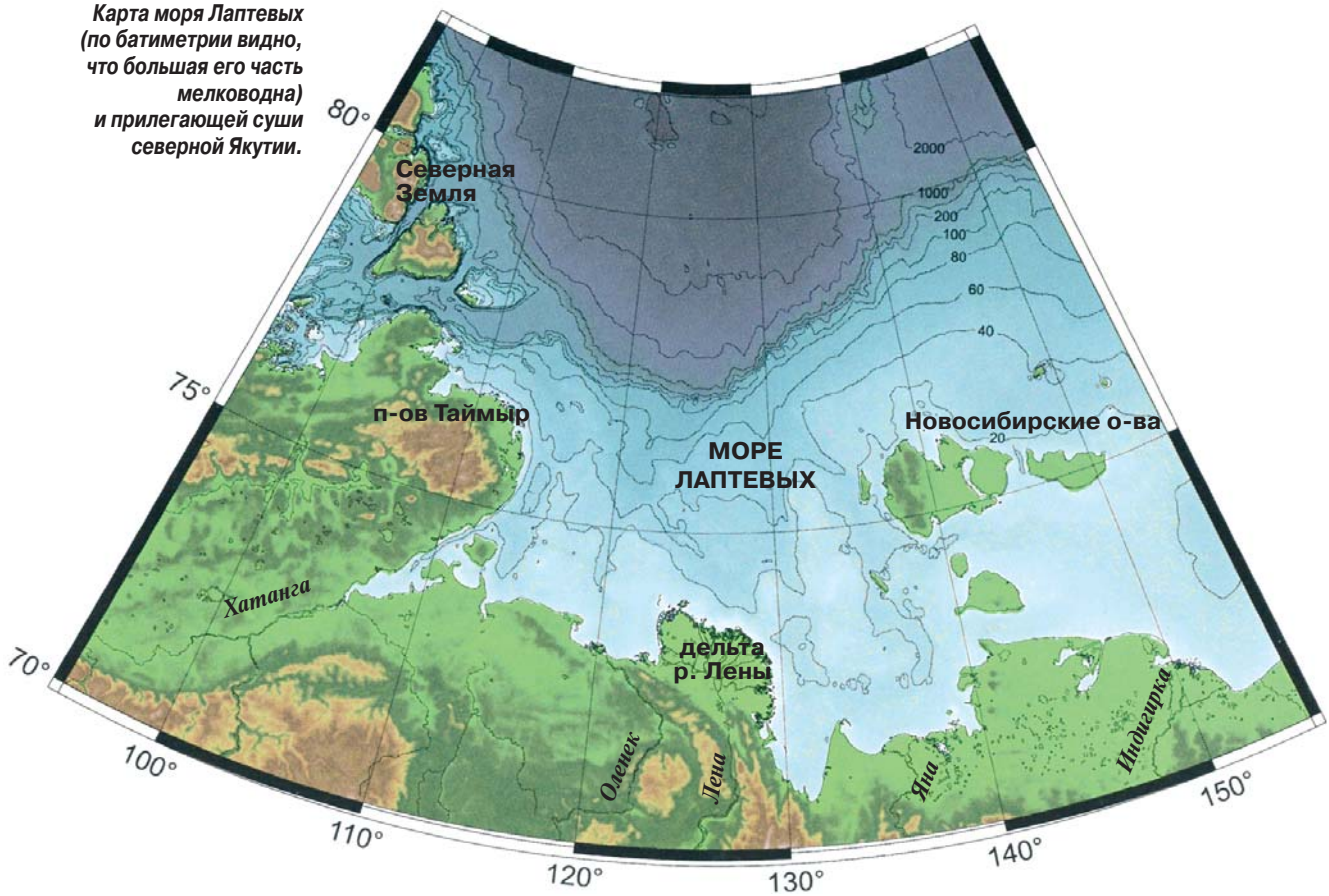 Карта моря Лаптевых
(по батиметрии видно,
что большая его часть
мелководна)
и прилегающей суши
северной Якутии.
80°
Северная
Земля
2000
1000
200
100
80
60
40
75°
п-ов Таймыр
Новосибирские о-ва
20
МОРЕ
ЛАПТЕВЫХ
Хатанга
дельта
р. Лены
70°
Оленек
Лена
Яна
Индигирка
100°
110°
120°
130°
140°
150°